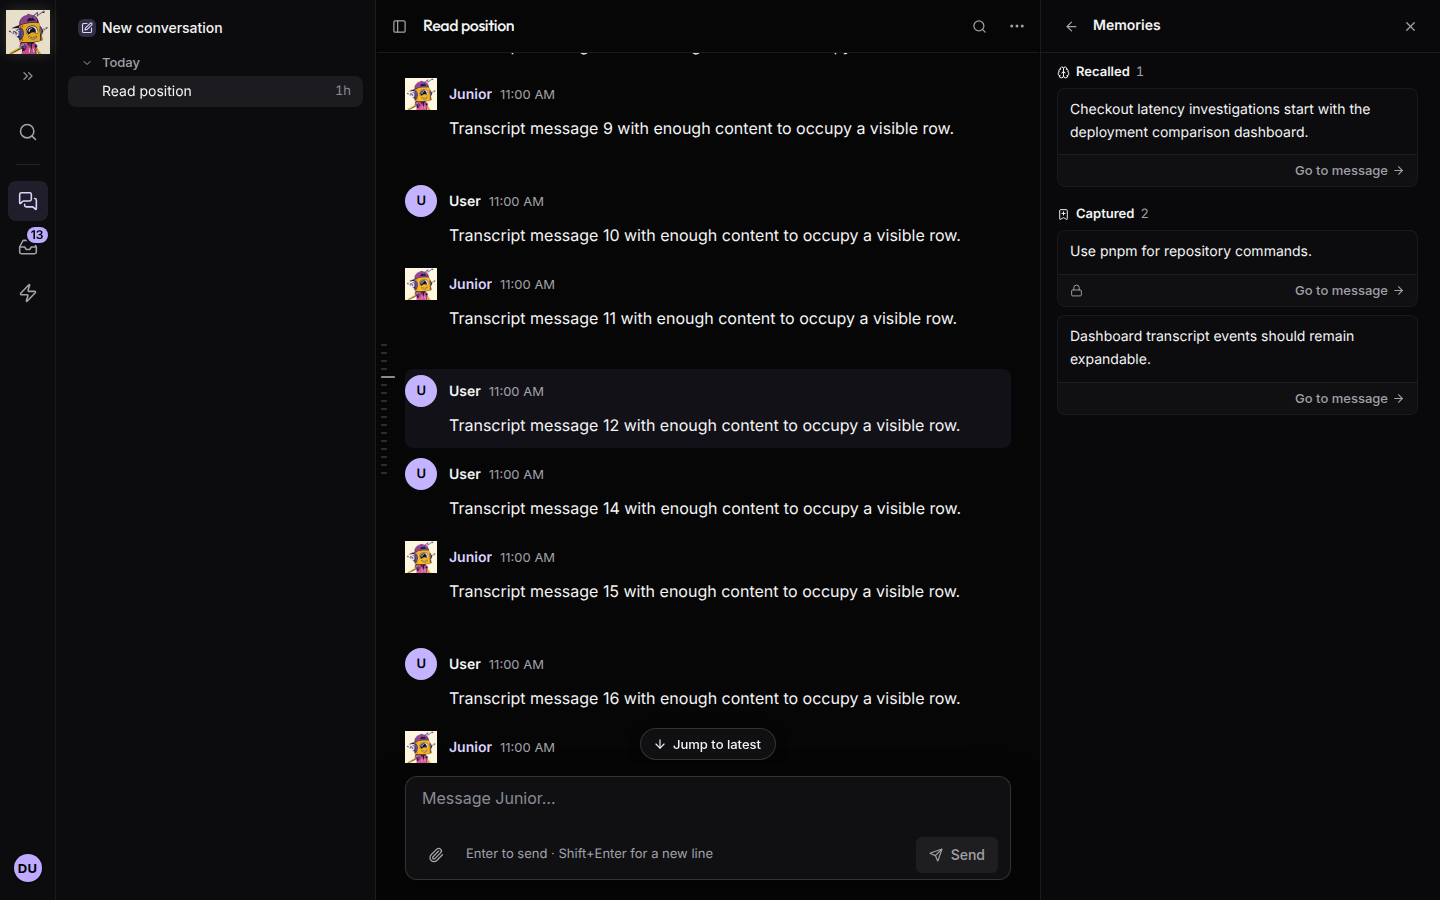 New conversation
Today
Read position 1h
13
DU
Read position
Junior 11:00 AM
Transcript message 9 with enough content to occupy a visible row.
U User 11:00 AM
Transcript message 10 with enough content to occupy a visible row.
Junior 11:00 AM
Transcript message 11 with enough content to occupy a visible row.
U User 11:00 AM
Transcript message 12 with enough content to occupy a visible row.
U User 11:00 AM
Transcript message 14 with enough content to occupy a visible row.
Junior 11:00 AM
Transcript message 15 with enough content to occupy a visible row.
U User 11:00 AM
Transcript message 16 with enough content to occupy a visible row.
Junior 11:00 AM
Jump to latest
Message Junior...
Enter to send · Shift+Enter for a new line
Send
Memories
Recalled 1
Checkout latency investigations start with the
deployment comparison dashboard.
Go to message
Captured 2
Use pnpm for repository commands.
Go to message
Dashboard transcript events should remain
expandable.
Go to message